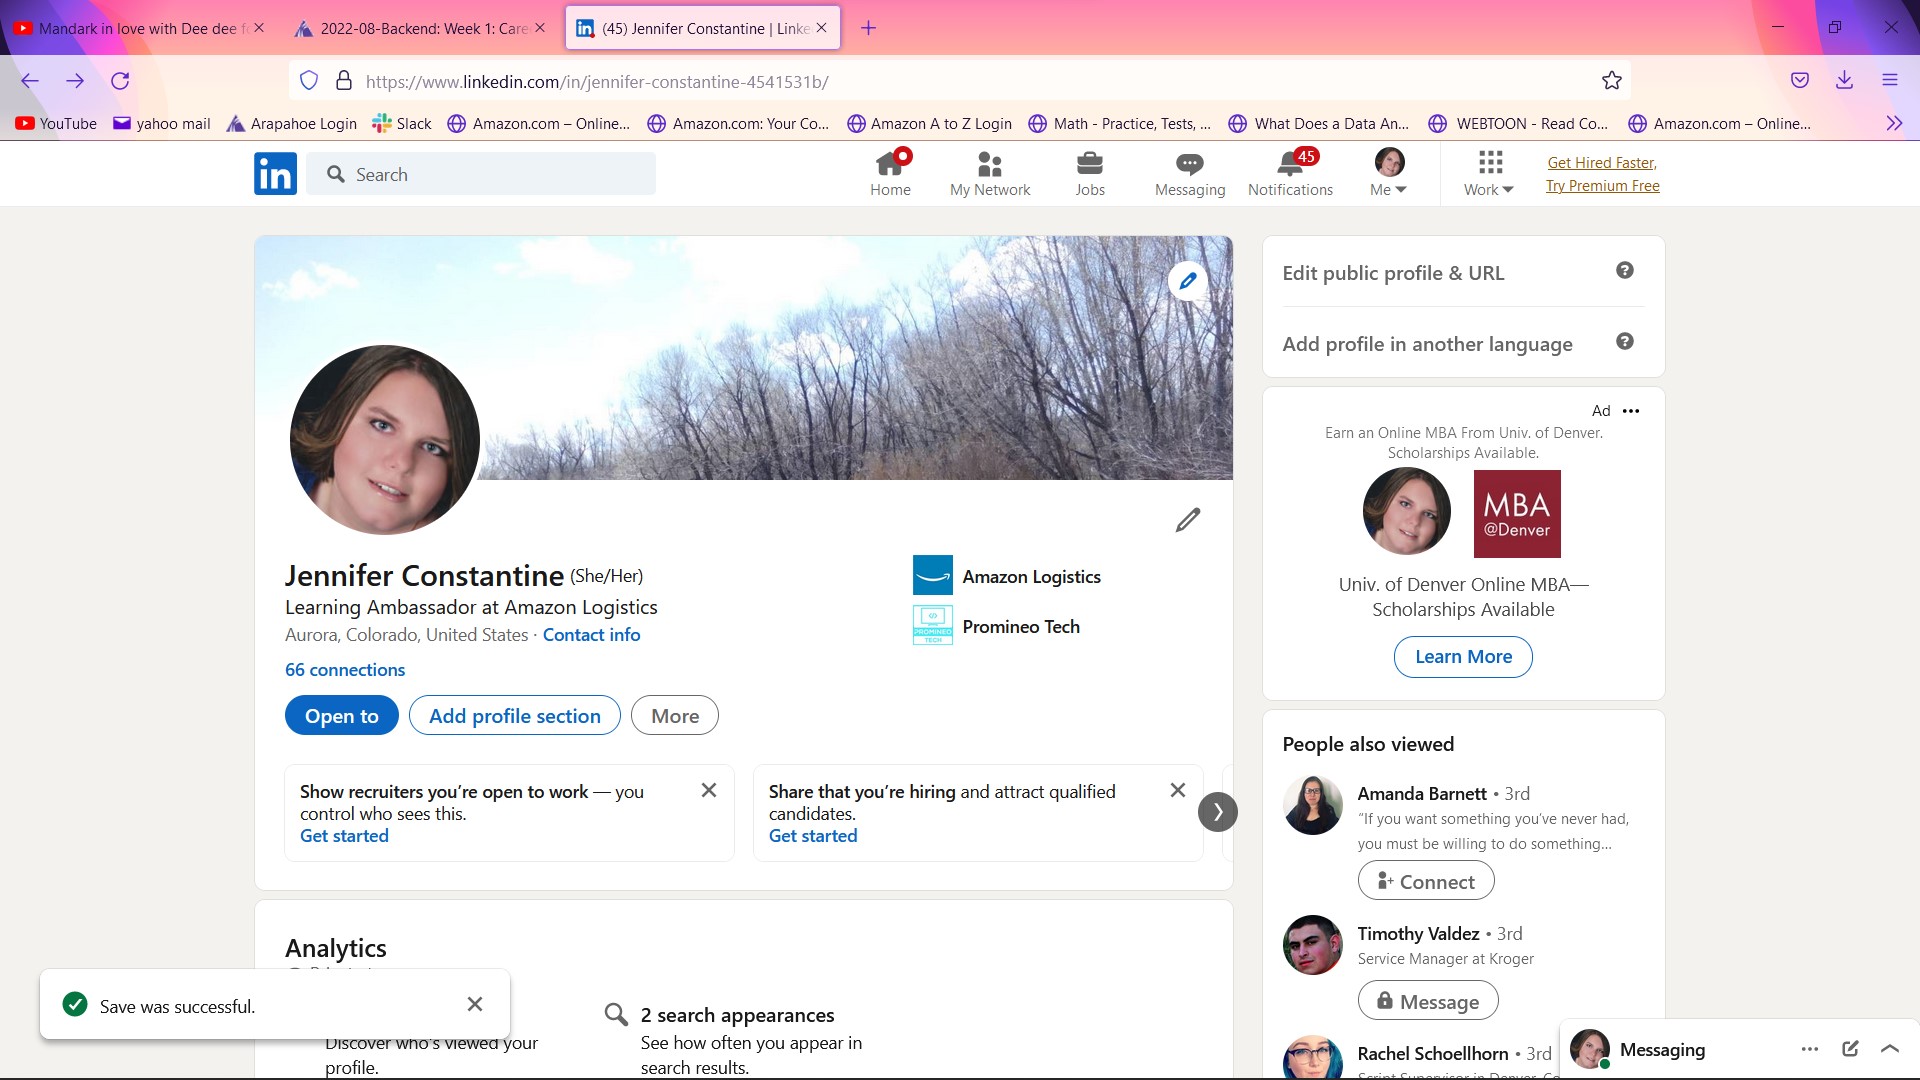 Mandark in love with Dee dee f
2022-08-Backend: Week 1: Care
(45) Jennifer Constantine | Linke
https://www.linkedin.com/in/jennifer-constantine-4541531b/
YouTube
yahoo mail
Arapahoe Login
Slack
Amazon.com – Online...
Amazon.com: Your Co...
Amazon A to Z Login
Math - Practice, Tests, ...
What Does a Data An...
WEBTOON - Read Co...
Amazon.com – Online...
in
Search
Home
My Network
Jobs
Messaging
45
Notifications
Me
Work
Get Hired Faster,
Try Premium Free
Jennifer Constantine (She/Her)
Learning Ambassador at Amazon Logistics
Aurora, Colorado, United States · Contact info
66 connections
Amazon Logistics
PROMINEO
TECH
Promineo Tech
Open to
Add profile section
More
Show recruiters you’re open to work — you
control who sees this.
Get started
Share that you’re hiring and attract qualified
candidates.
Get started
Analytics
Save was successful.
Discover who's viewed your
profile.
2 search appearances
See how often you appear in
search results.
Edit public profile & URL
Add profile in another language
Ad
Earn an Online MBA From Univ. of Denver.
Scholarships Available.
MBA
@Denver
Univ. of Denver Online MBA—
Scholarships Available
Learn More
People also viewed
Amanda Barnett • 3rd
“If you want something you’ve never had,
you must be willing to do something...
Connect
Timothy Valdez • 3rd
Service Manager at Kroger
Message
Rachel Schoellhorn • 3rd
Script Supervisor in Denver, Co
Messaging